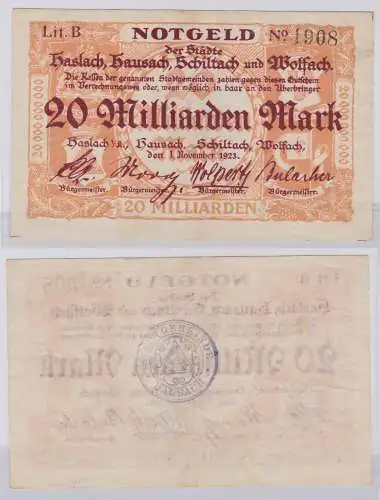 Lit. B NOTGELD No 1908
der Städte
Haslach, Hausach, Schiltach und Wolfach.
Die Kassen der genannten Stadtgemeinden zahlen gegen diesen Gutschein
im Verrechnungswege oder, wenn möglich, in baar an den Überbringer
20 Milliarden Mark
Haslach i.K., Hausach, Schiltach, Wolfach.
den 1. November 1923.
Bürgermeister. Bürgermeister. Bürgermeister. Bürgermeister.
20 MILLIARDEN
20 000 000 000
20 000 000 000
HAUSACH